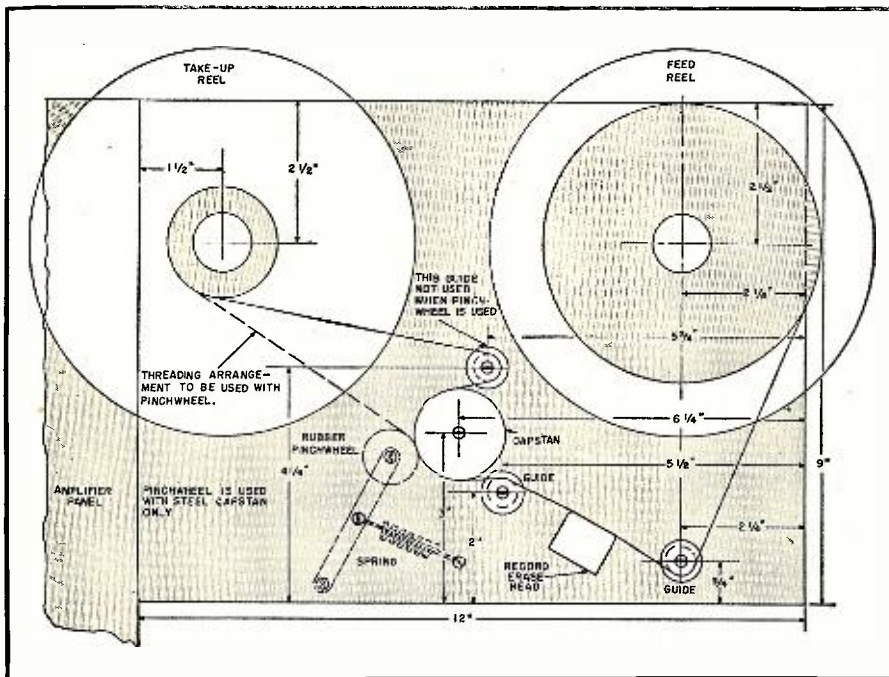 TAKE-UP
REEL
FEED
REEL
1 1/2"
2 1/2"
2 1/2"
THIS GUIDE
NOT USED
WHEN PINCH-
WHEEL IS USED
2 1/4"
5 3/4"
THREADING ARRANGE-
MENT TO BE USED WITH
PINCHWHEEL.
6 1/4"
RUBBER
PINCHWHEEL
CAPSTAN
4 1/4"
5 1/2"
9"
AMPLIFIER
PANEL
PINCHWHEEL IS USED
WITH STEEL CAPSTAN
ONLY
GUIDE
3"
2"
2 1/4"
SPRING
RECORD
ERASE
HEAD
3/4"
GUIDE
12"